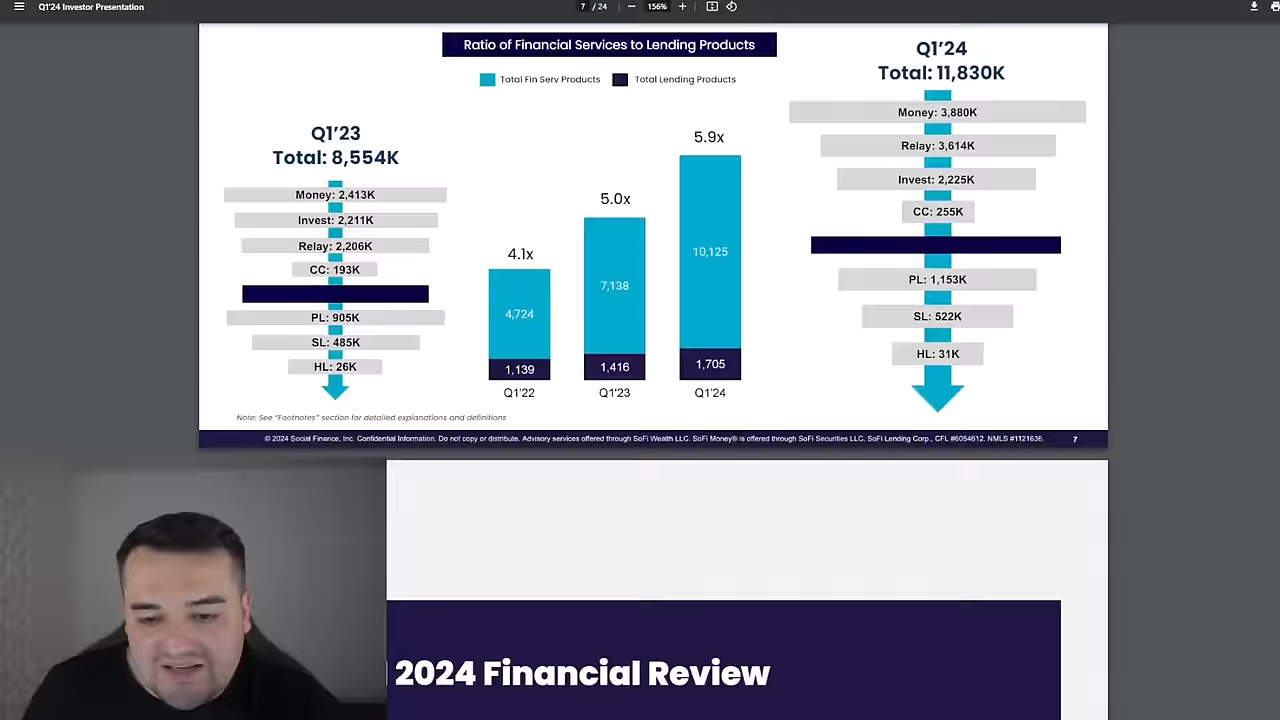 Q1'24 Investor Presentation
7 / 24
156%
Ratio of Financial Services to Lending Products
Total Fin Serv Products
Total Lending Products
Q1'23
Total: 8,554K
Money: 2,413K
Invest: 2,211K
Relay: 2,206K
CC: 193K
PL: 905K
SL: 485K
HL: 26K
4.1x
4,724
1,139
Q1'22
5.0x
7,138
1,416
Q1'23
5.9x
10,125
1,705
Q1'24
Q1'24
Total: 11,830K
Money: 3,880K
Relay: 3,614K
Invest: 2,225K
CC: 255K
PL: 1,153K
SL: 522K
HL: 31K
Note: See "Footnotes" section for detailed explanations and definitions
© 2024 Social Finance, Inc. Confidential Information. Do not copy or distribute. Advisory services offered through SoFi Wealth LLC. SoFi Money® is offered through SoFi Securities LLC. SoFi Lending Corp., CFL #6054612. NMLS #1121636.
7
2024 Financial Review